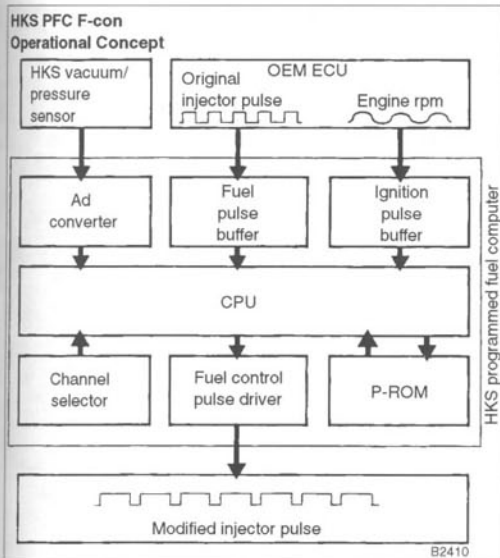 HKS PFC F-con
Operational Concept
HKS vacuum/
pressure
sensor
OEM ECU
Original
injector pulse
Engine rpm
Ad
converter
Fuel
pulse
buffer
Ignition
pulse
buffer
CPU
Channel
selector
Fuel control
pulse driver
P-ROM
HKS programmed fuel computer
Modified injector pulse
B2410